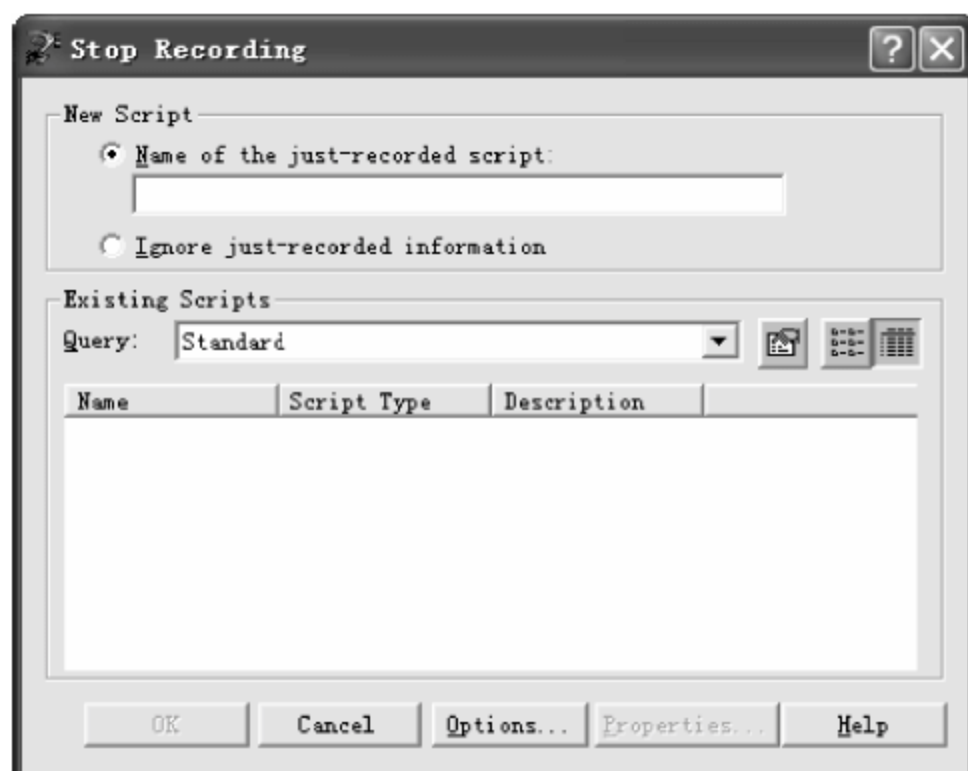 Stop Recording
New Script
Name of the just-recorded script:
Ignore just-recorded information
Existing Scripts
Query: Standard
Name Script Type Description
OK Cancel Options... Properties... Help